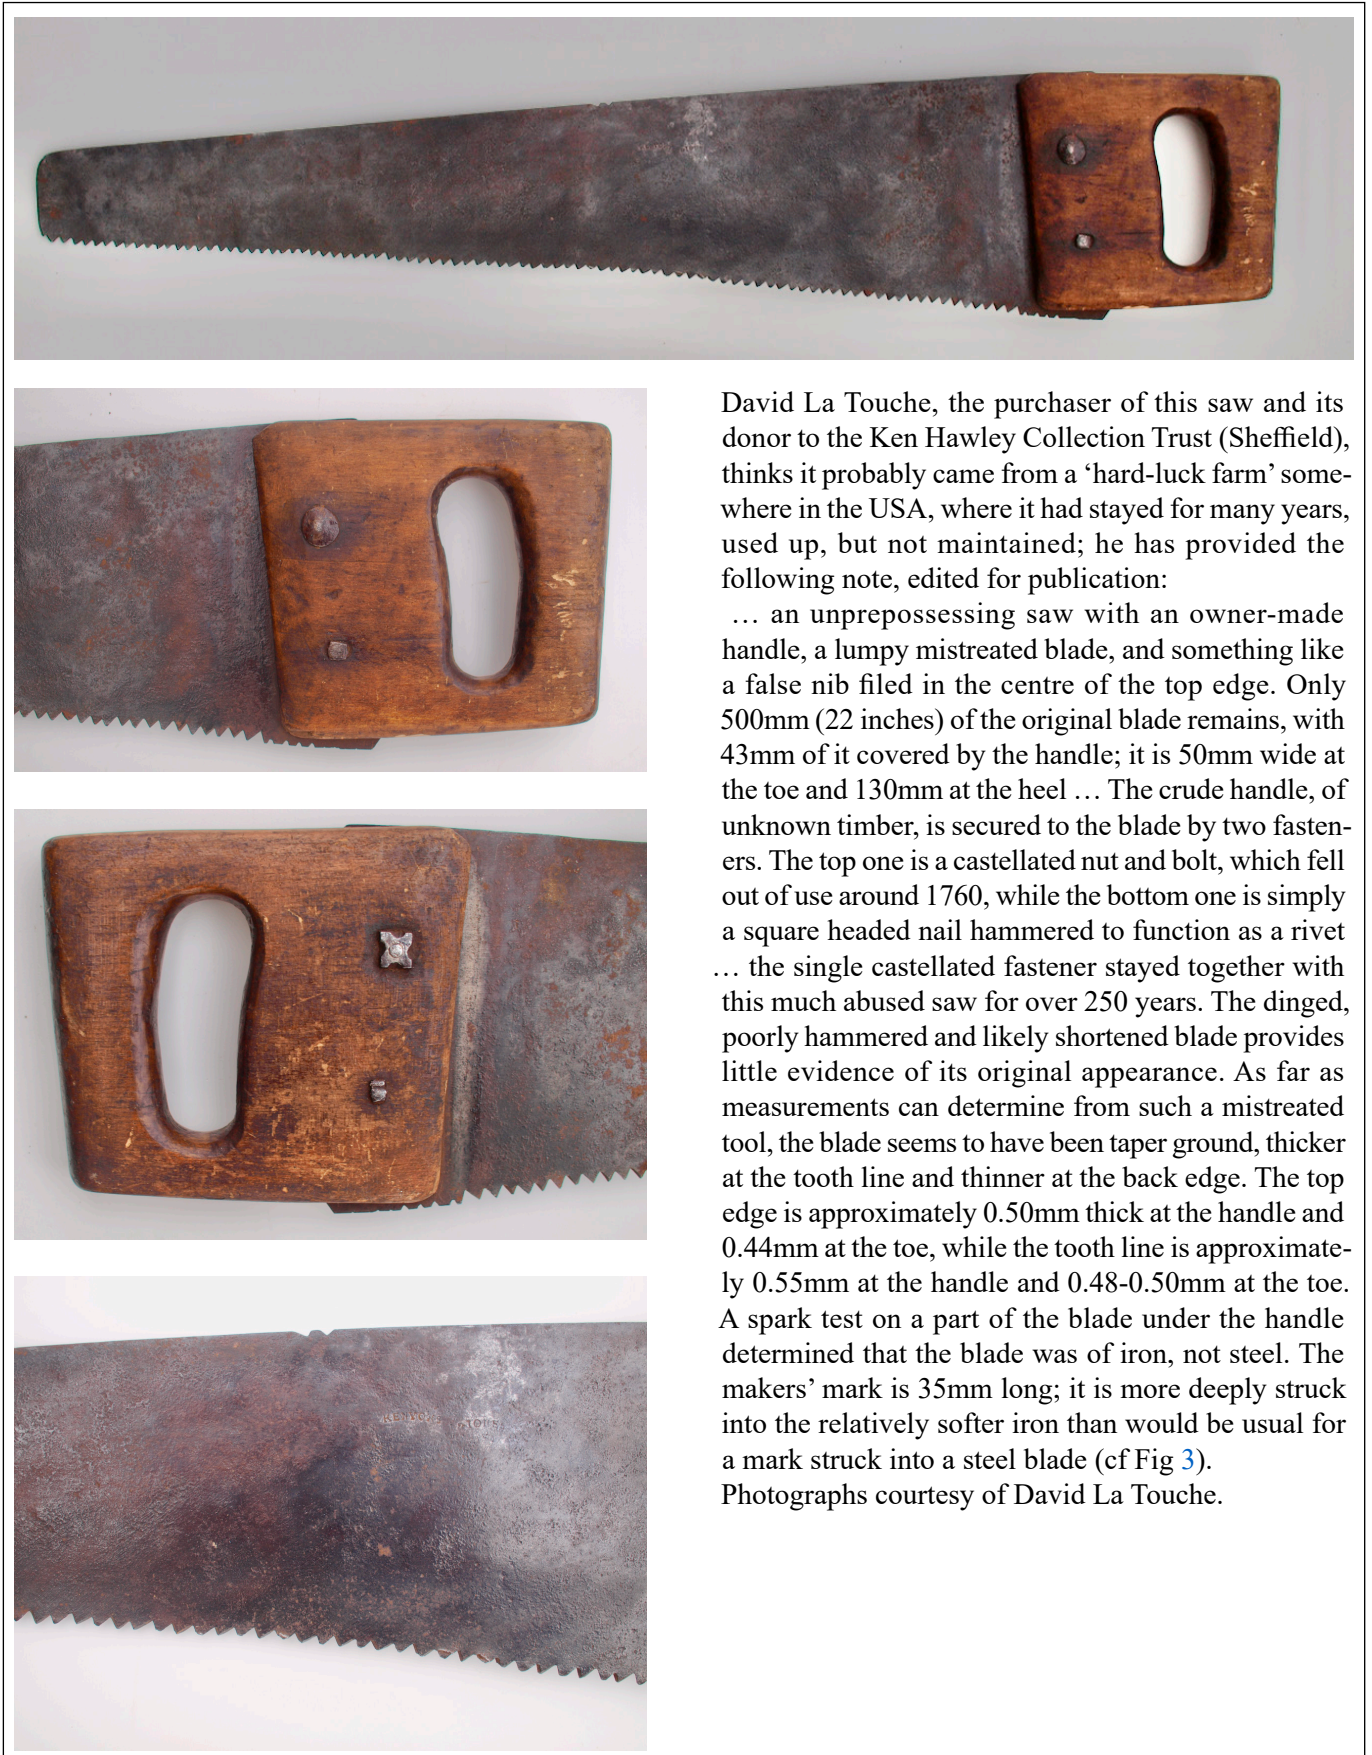 David La Touche, the purchaser of this saw and its
donor to the Ken Hawley Collection Trust (Sheffield),
thinks it probably came from a ‘hard-luck farm’ some-
where in the USA, where it had stayed for many years,
used up, but not maintained; he has provided the
following note, edited for publication:
… an unprepossessing saw with an owner-made
handle, a lumpy mistreated blade, and something like
a false nib filed in the centre of the top edge. Only
500mm (22 inches) of the original blade remains, with
43mm of it covered by the handle; it is 50mm wide at
the toe and 130mm at the heel … The crude handle, of
unknown timber, is secured to the blade by two fasten-
ers. The top one is a castellated nut and bolt, which fell
out of use around 1760, while the bottom one is simply
a square headed nail hammered to function as a rivet
… the single castellated fastener stayed together with
this much abused saw for over 250 years. The dinged,
poorly hammered and likely shortened blade provides
little evidence of its original appearance. As far as
measurements can determine from such a mistreated
tool, the blade seems to have been taper ground, thicker
at the tooth line and thinner at the back edge. The top
edge is approximately 0.50mm thick at the handle and
0.44mm at the toe, while the tooth line is approximate-
ly 0.55mm at the handle and 0.48-0.50mm at the toe.
A spark test on a part of the blade under the handle
determined that the blade was of iron, not steel. The
makers’ mark is 35mm long; it is more deeply struck
into the relatively softer iron than would be usual for
a mark struck into a steel blade (cf Fig 3).
Photographs courtesy of David La Touche.